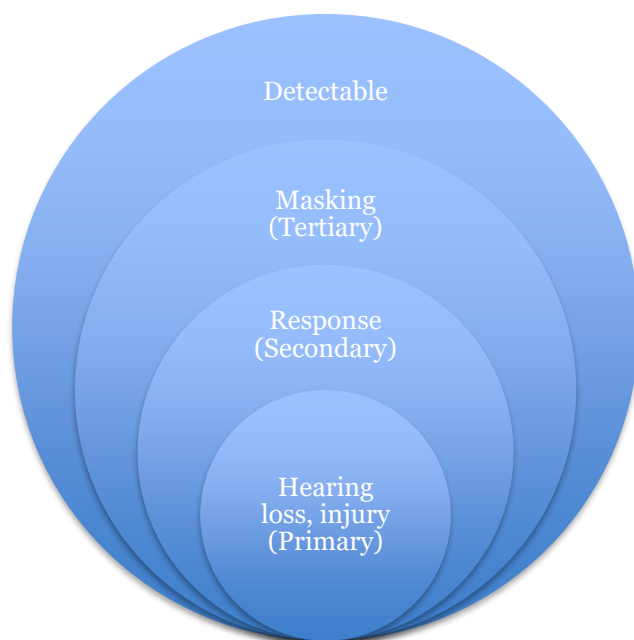 Detectable
Masking
(Tertiary)
Response
(Secondary)
Hearing
loss, injury
(Primary)